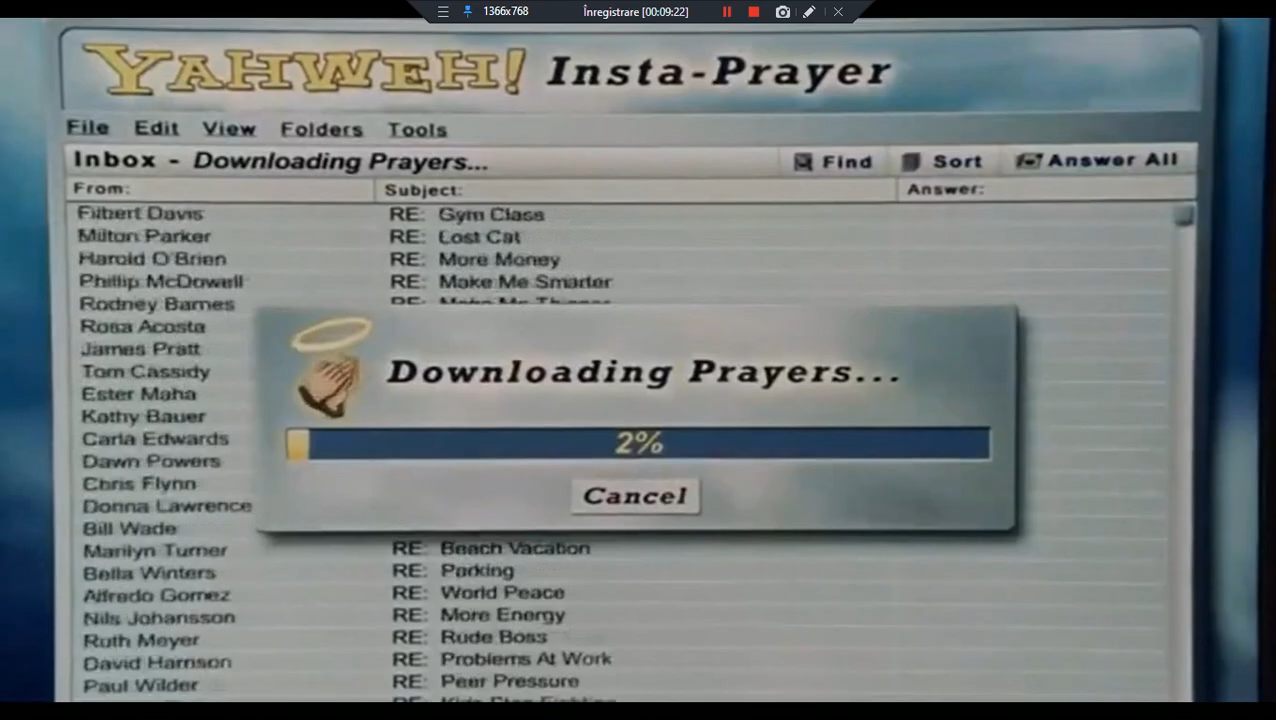 1366x768 Înregistrare [00:09:22]
YAHWEH! Insta-Prayer
File Edit View Folders Tools
Inbox - Downloading Prayers... Find Sort Answer All
From: Subject: Answer:
Filbert Davis RE: Gym Class
Milton Parker RE: Lost Cat
Harold O'Brien RE: More Money
Phillip McDowell RE: Make Me Smarter
Rodney Barnes RE: Make Me Thinner
Rosa Acosta
James Pratt
Tom Cassidy
Ester Maha
Kathy Bauer
Carla Edwards
Dawn Powers
Chris Flynn
Donna Lawrence
Bill Wade
Downloading Prayers...
2%
Cancel
Marilyn Turner RE: Beach Vacation
Bella Winters RE: Parking
Alfredo Gomez RE: World Peace
Nils Johansson RE: More Energy
Ruth Meyer RE: Rude Boss
David Harrison RE: Problems At Work
Paul Wilder RE: Peer Pressure